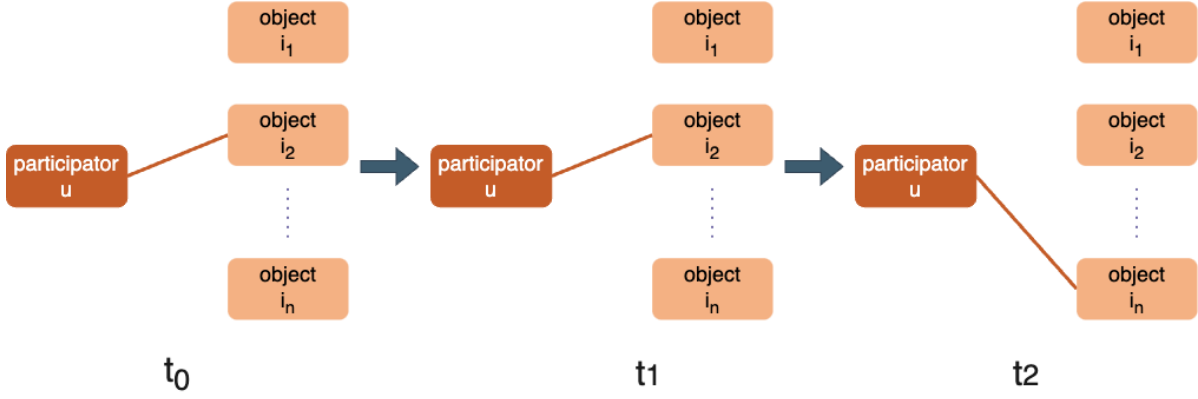 object
i₁
object
i₂
participator
u
object
iₙ
t₀
object
i₁
object
i₂
participator
u
object
iₙ
t1
object
i₁
object
i₂
participator
u
object
iₙ
t2